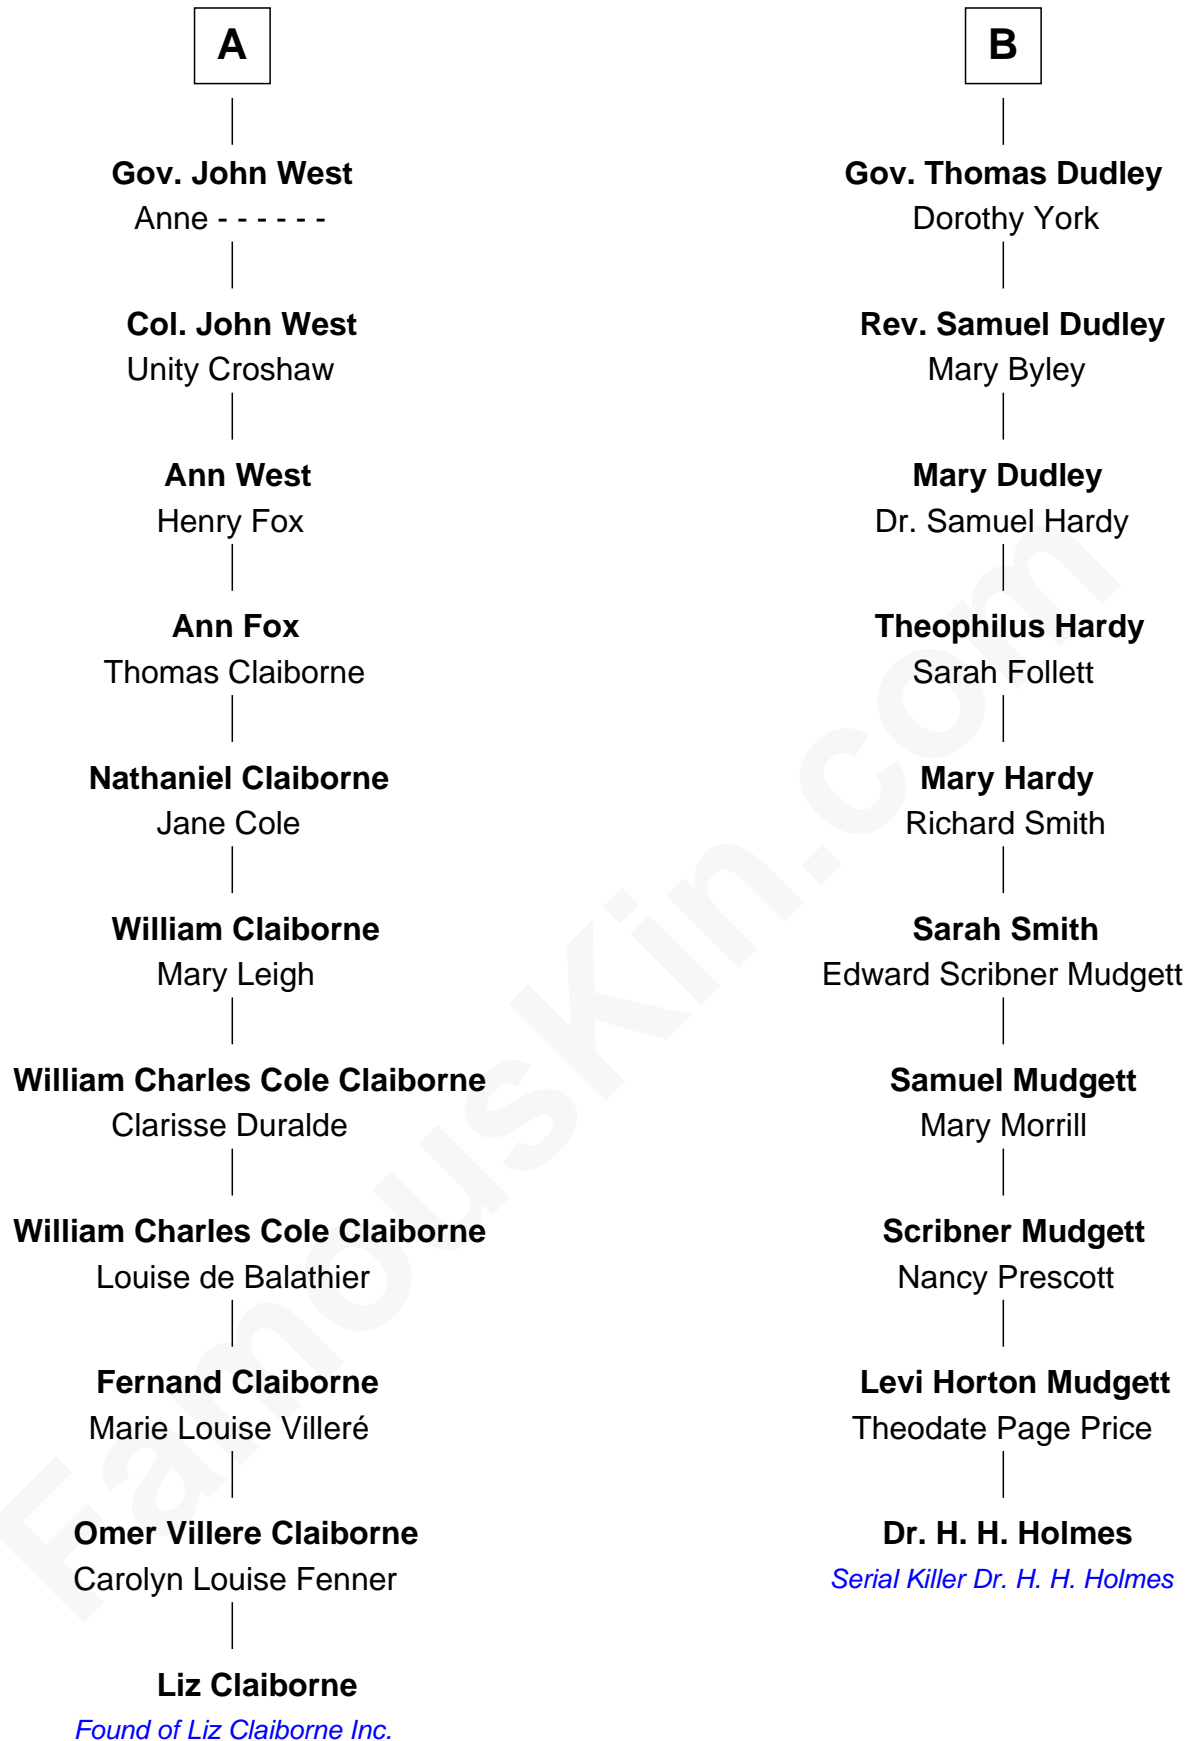 A
Gov. John West
Anne - - - - - -
Col. John West
Unity Croshaw
Ann West
Henry Fox
Ann Fox
Thomas Claiborne
Nathaniel Claiborne
Jane Cole
William Claiborne
Mary Leigh
William Charles Cole Claiborne
Clarisse Duralde
William Charles Cole Claiborne
Louise de Balathier
Fernand Claiborne
Marie Louise Villeré
Omer Villere Claiborne
Carolyn Louise Fenner
Liz Claiborne
Found of Liz Claiborne Inc.
B
Gov. Thomas Dudley
Dorothy York
Rev. Samuel Dudley
Mary Byley
Mary Dudley
Dr. Samuel Hardy
Theophilus Hardy
Sarah Follett
Mary Hardy
Richard Smith
Sarah Smith
Edward Scribner Mudgett
Samuel Mudgett
Mary Morrill
Scribner Mudgett
Nancy Prescott
Levi Horton Mudgett
Theodate Page Price
Dr. H. H. Holmes
Serial Killer Dr. H. H. Holmes
FamousKin.com